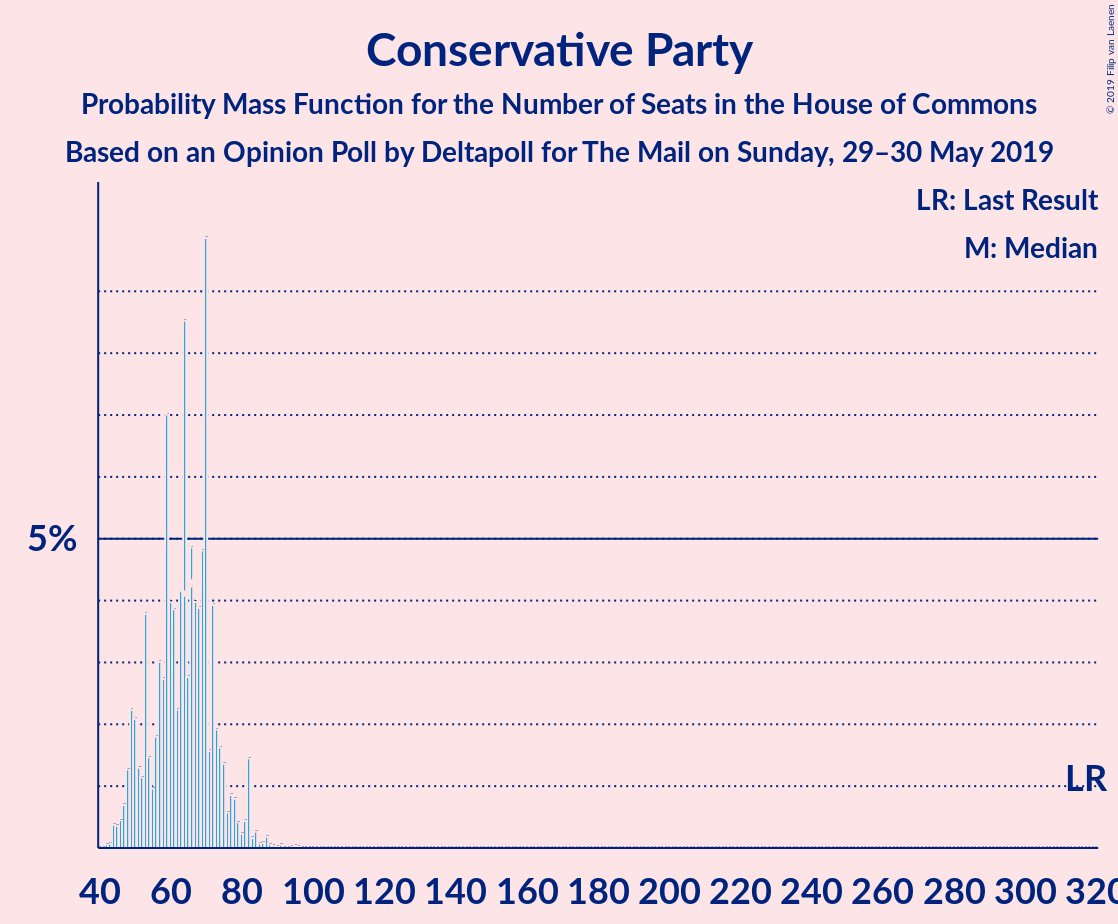 Conservative Party
Probability Mass Function for the Number of Seats in the House of Commons
Based on an Opinion Poll by Deltapoll for The Mail on Sunday, 29–30 May 2019
© 2019 Filip van Laenen
LR: Last Result
M: Median
5%
LR
40 60 80 100 120 140 160 180 200 220 240 260 280 300 320